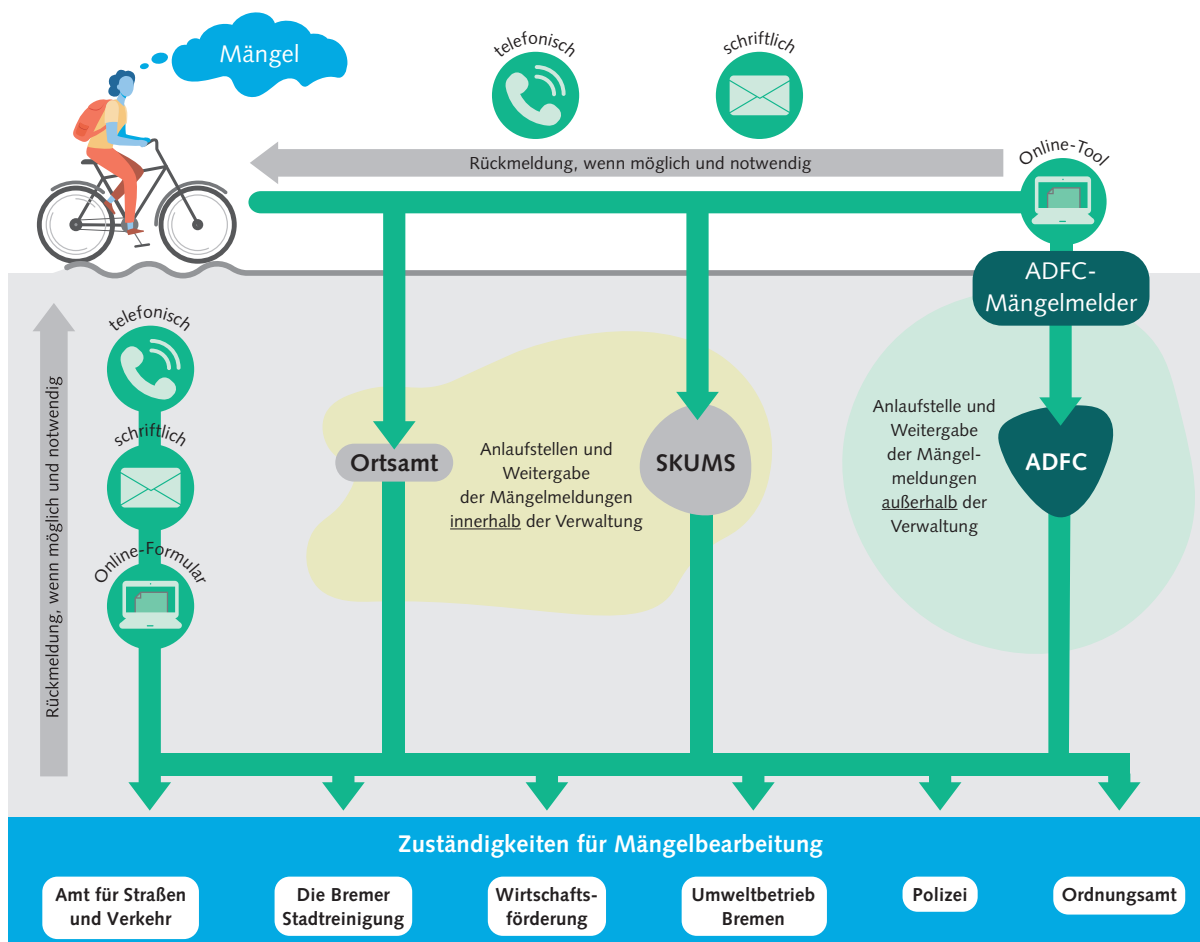 Mängel
telefonisch
schriftlich
Rückmeldung, wenn möglich und notwendig
Online-Tool
ADFC-
Mängelmelder
Rückmeldung, wenn möglich und notwendig
telefonisch
schriftlich
Online-Formular
Ortsamt
Anlaufstellen und
Weitergabe
der Mängelmeldungen
innerhalb der Verwaltung
SKUMS
Anlaufstelle und
Weitergabe
der Mängel-
meldungen
außerhalb der
Verwaltung
ADFC
Zuständigkeiten für Mängelbearbeitung
Amt für Straßen
und Verkehr
Die Bremer
Stadtreinigung
Wirtschafts-
förderung
Umweltbetrieb
Bremen
Polizei
Ordnungsamt